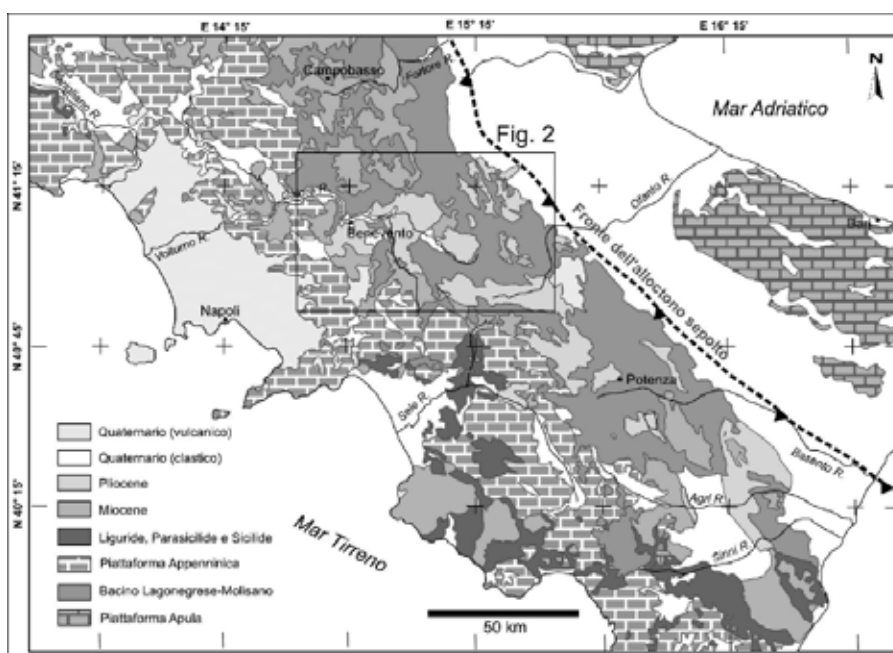 E 14° 15'
E 15° 15'
E 16° 15'
N
Campobasso
Fortore R.
Mar Adriatico
Fig. 2
N 41° 15'
Ofanto R.
Benevento
Bari
Volturno R.
Fronte dell'alloctono sepolto
Napoli
Potenza
Sele R.
Quaternario (vulcanico)
Quaternario (clastico)
Pliocene
Basento R.
Miocene
Agri R.
N 40° 15'
Liguride, Parasicilide e Sicilide
Mar Tirreno
Sinni R.
Piattaforma Appenninica
Bacino Lagonegrese-Molisano
Piattaforma Apula
50 km